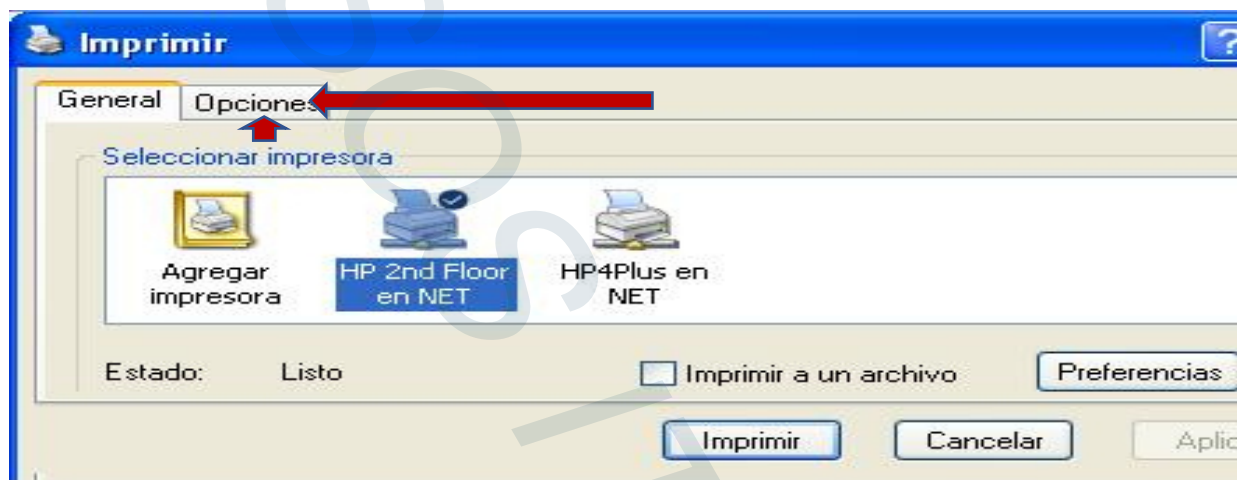 Imprimir
General Opciones
Seleccionar impresora
Agregar impresora
HP 2nd Floor en NET
HP4Plus en NET
Estado: Listo
Imprimir a un archivo
Preferencias
Imprimir Cancelar Aplic